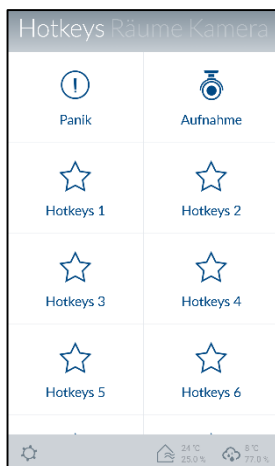 Hotkeys Räume Kamera
Panik
Aufnahme
Hotkeys 1
Hotkeys 2
Hotkeys 3
Hotkeys 4
Hotkeys 5
Hotkeys 6
24 °C
8 °C
25.0 %
77.0 %